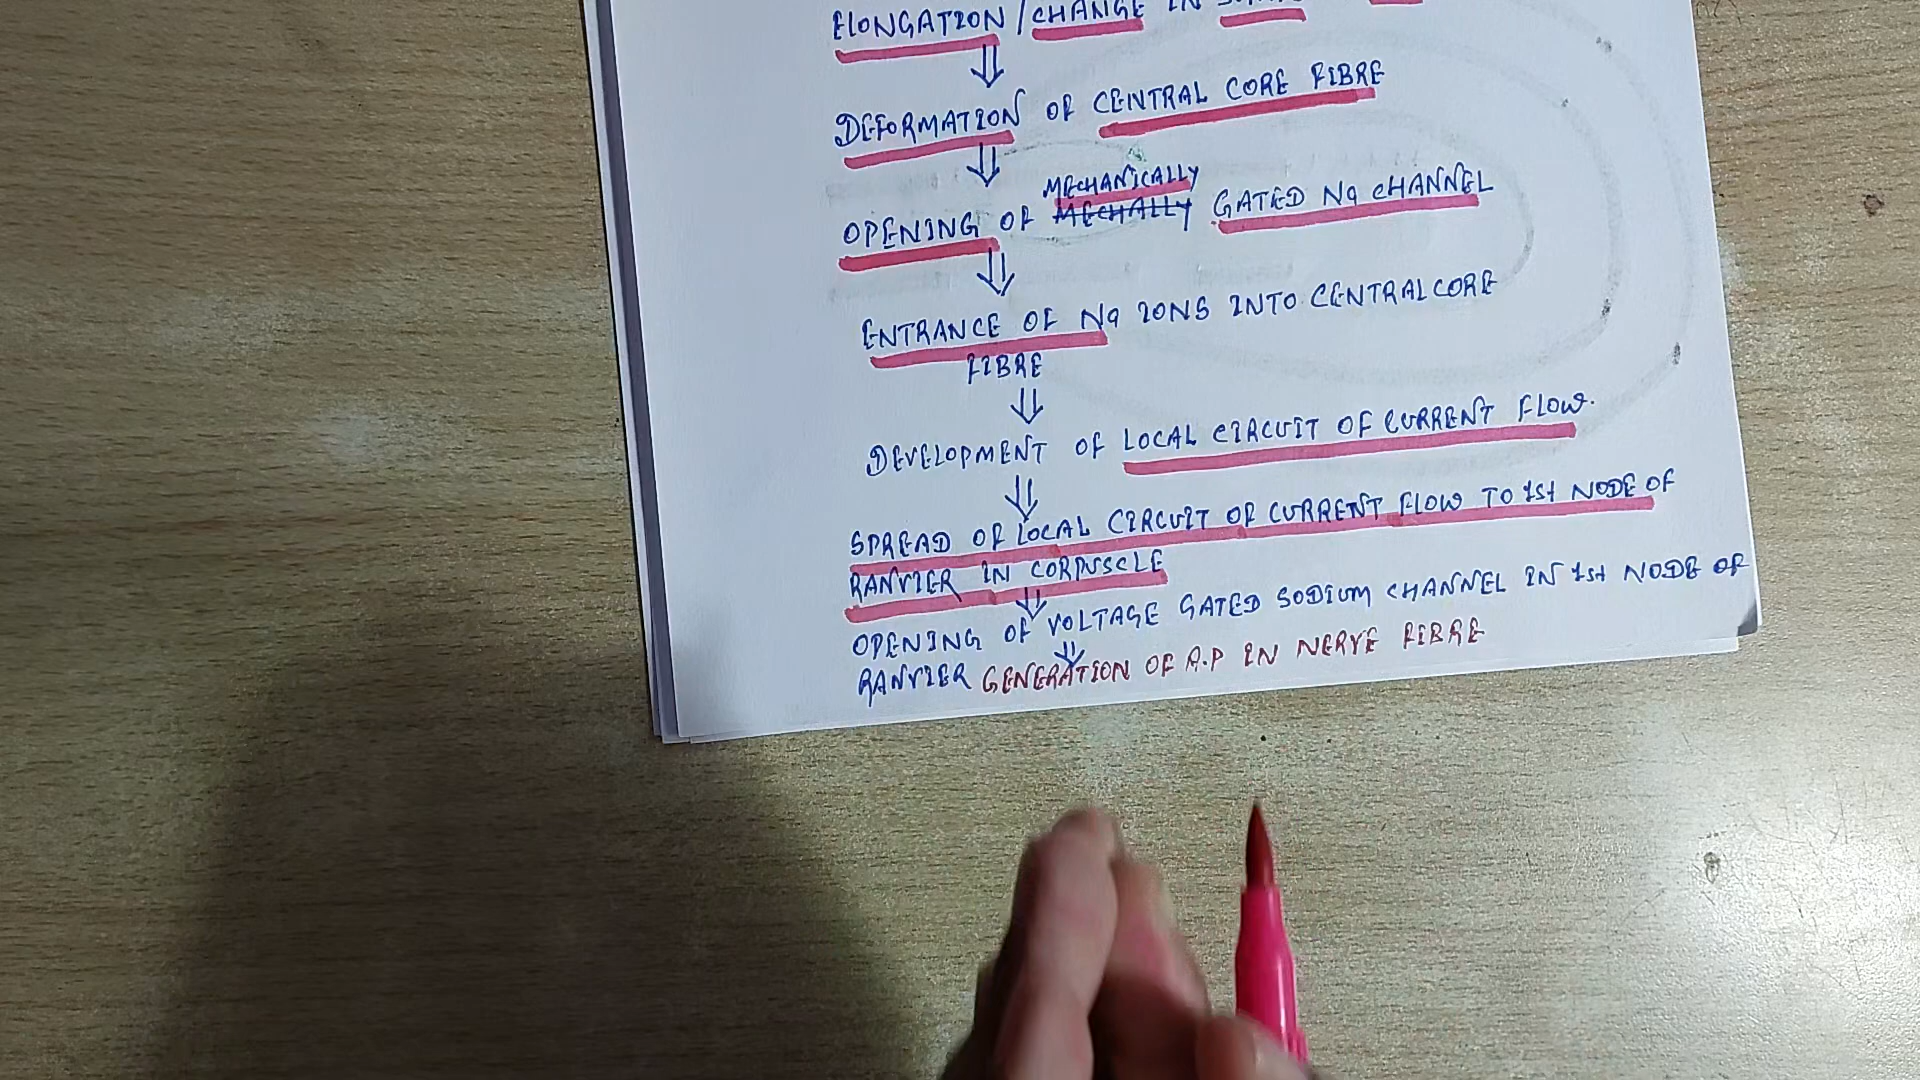 ELONGATION / CHANGE IN
DEFORMATION OF CENTRAL CORE FIBRE
MECHANICALLY
OPENING OF MECHALLY GATED Na CHANNEL
ENTRANCE OF Na IONS INTO CENTRAL CORE
FIBRE
DEVELOPMENT OF LOCAL CIRCUIT OF CURRENT FLOW.
SPREAD OF LOCAL CIRCUIT OF CURRENT FLOW TO 1st NODE OF
RANVIER IN CORPUSCLE
OPENING OF VOLTAGE GATED SODIUM CHANNEL IN 1st NODE OF
RANVIER GENERATION OF A.P IN NERVE FIBRE